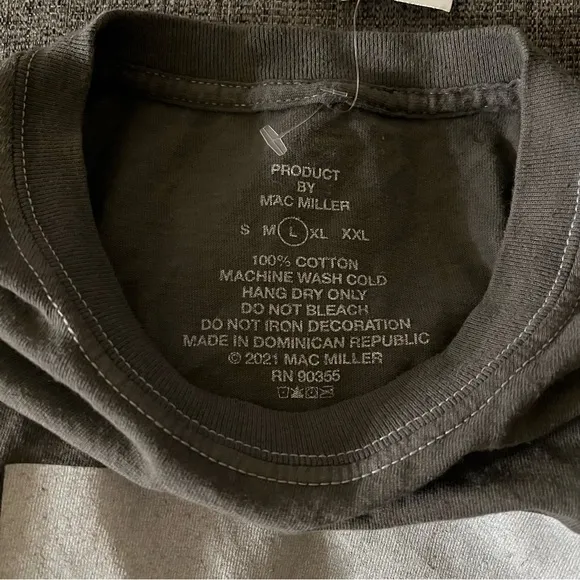 PRODUCT
BY
MAC MILLER
S M L XL XXL
100% COTTON
MACHINE WASH COLD
HANG DRY ONLY
DO NOT BLEACH
DO NOT IRON DECORATION
MADE IN DOMINICAN REPUBLIC
© 2021 MAC MILLER
RN 90355